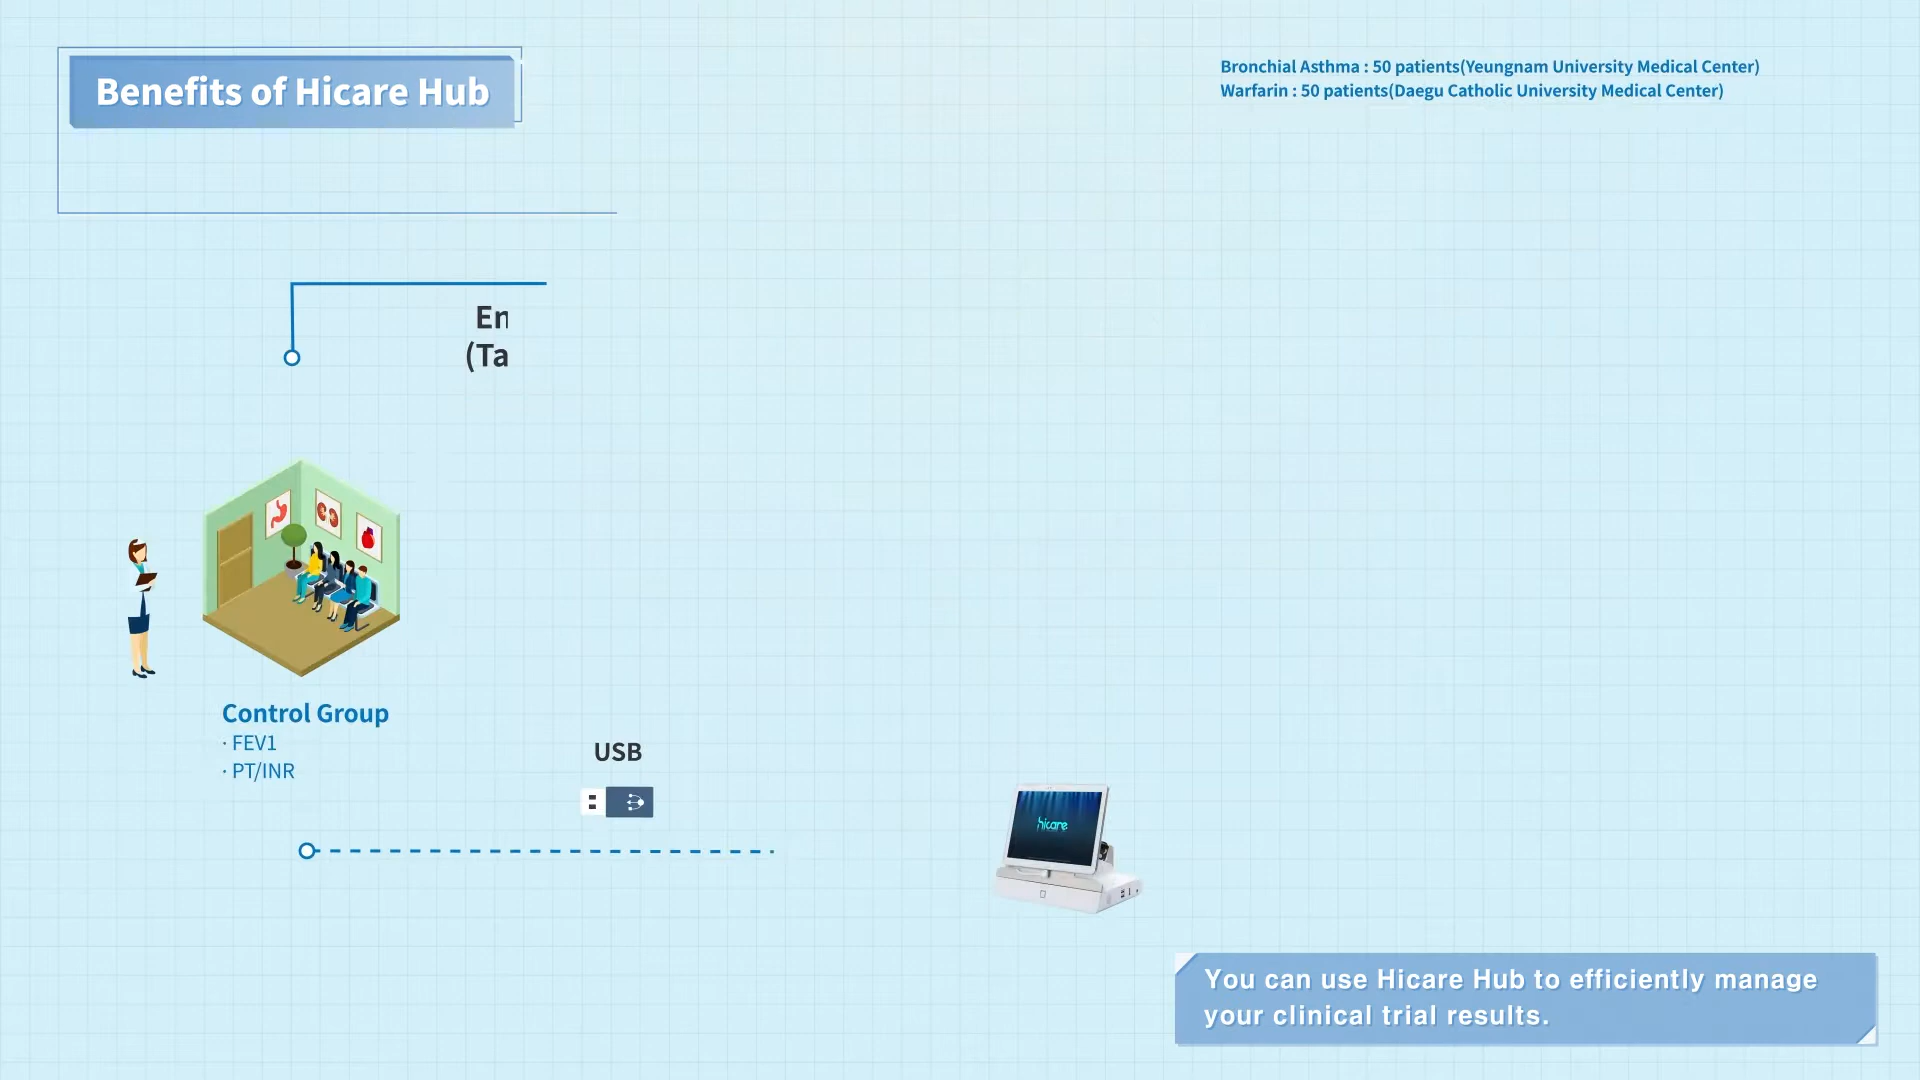 Benefits of Hicare Hub
Bronchial Asthma : 50 patients(Yeungnam University Medical Center)
Warfarin : 50 patients(Daegu Catholic University Medical Center)
En
(Ta
Control Group
· FEV1
· PT/INR
USB
hicare
You can use Hicare Hub to efficiently manage
your clinical trial results.